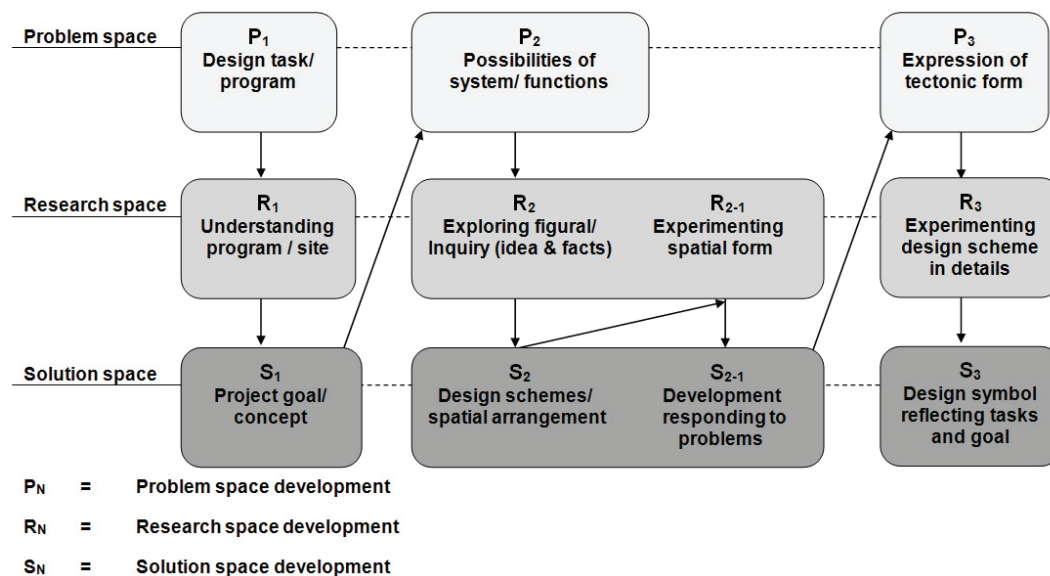 Problem space
P1
Design task/
program
P2
Possibilities of
system/ functions
P3
Expression of
tectonic form
Research space
R1
Understanding
program / site
R2
Exploring figural/
Inquiry (idea & facts)
R2-1
Experimenting
spatial form
R3
Experimenting
design scheme
in details
Solution space
S1
Project goal/
concept
S2
Design schemes/
spatial arrangement
S2-1
Development
responding to
problems
S3
Design symbol
reflecting tasks
and goal
PN = Problem space development
RN = Research space development
SN = Solution space development